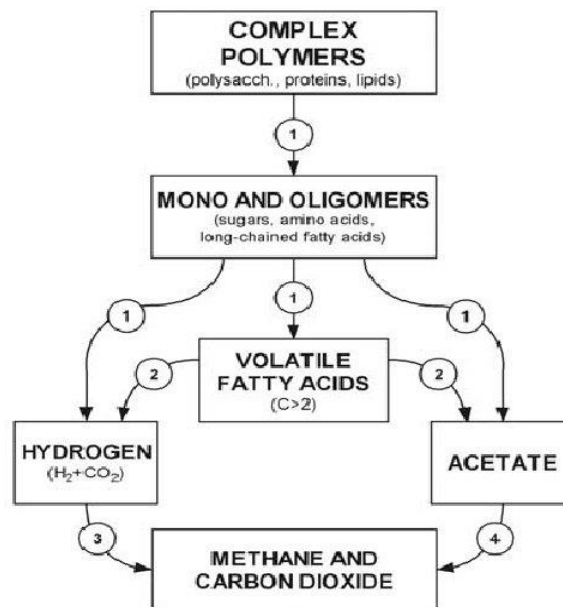 COMPLEX
POLYMERS
(polysacch., proteins, lipids)
1
MONO AND OLIGOMERS
(sugars, amino acids,
long-chained fatty acids)
1
1
1
VOLATILE
FATTY ACIDS
(C>2)
2
2
HYDROGEN
(H₂+CO₂)
ACETATE
3
4
METHANE AND
CARBON DIOXIDE